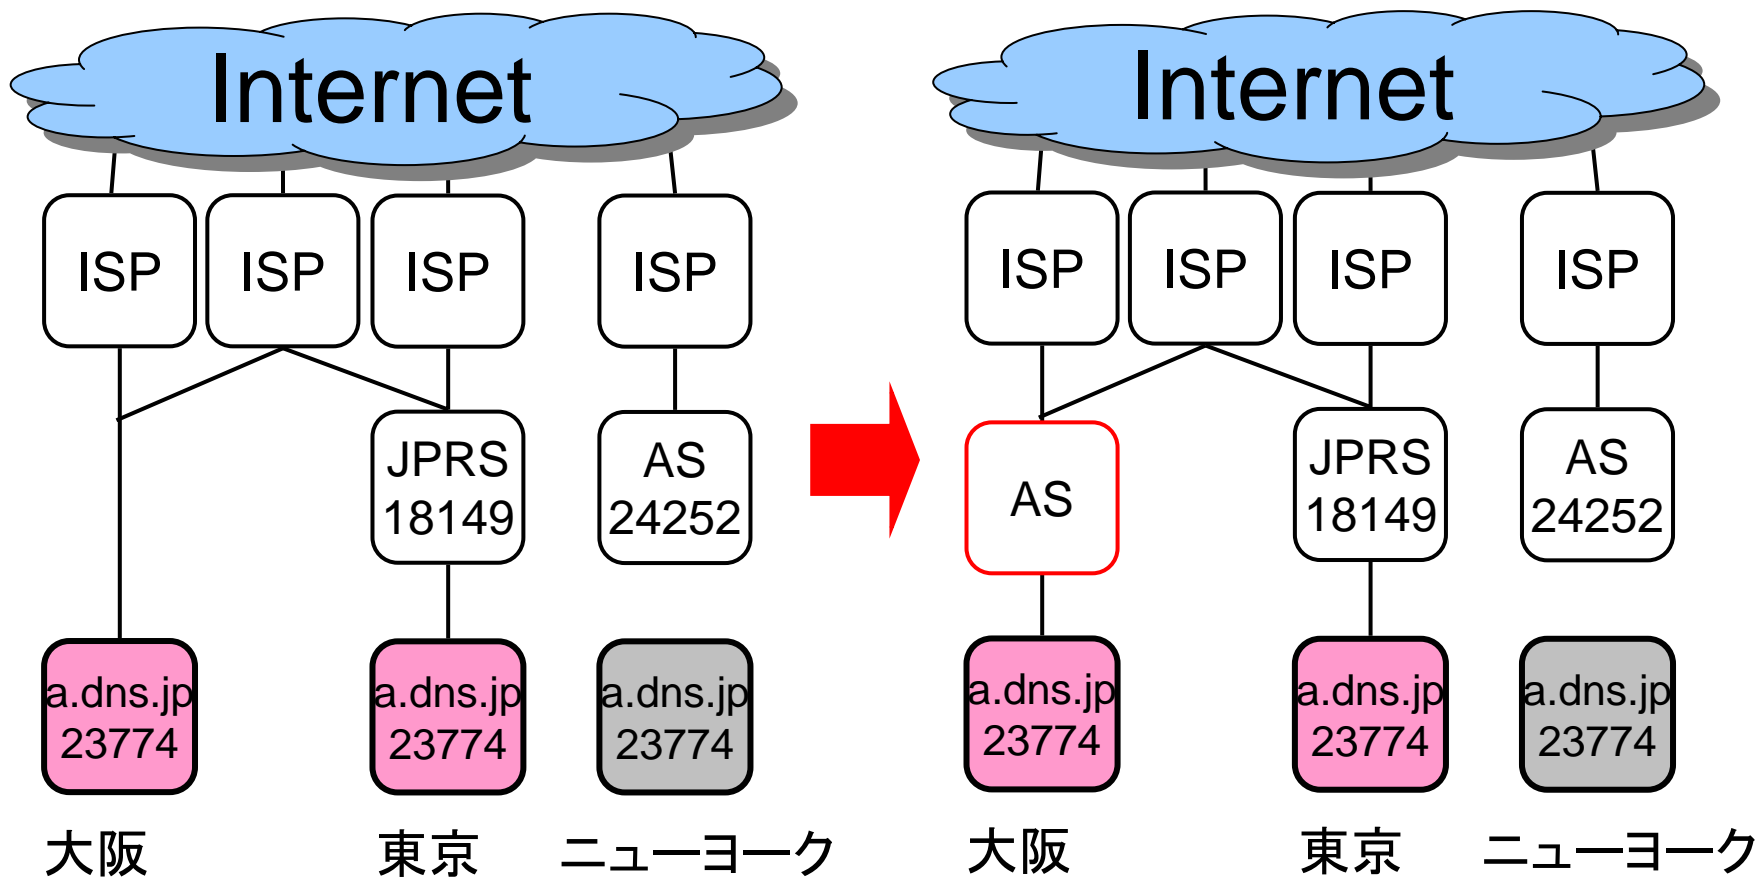 Internet
ISP
ISP
ISP
ISP
JPRS
18149
AS
24252
a.dns.jp
23774
a.dns.jp
23774
a.dns.jp
23774
大阪
東京
ニューヨーク
Internet
ISP
ISP
ISP
ISP
AS
JPRS
18149
AS
24252
a.dns.jp
23774
a.dns.jp
23774
a.dns.jp
23774
大阪
東京
ニューヨーク